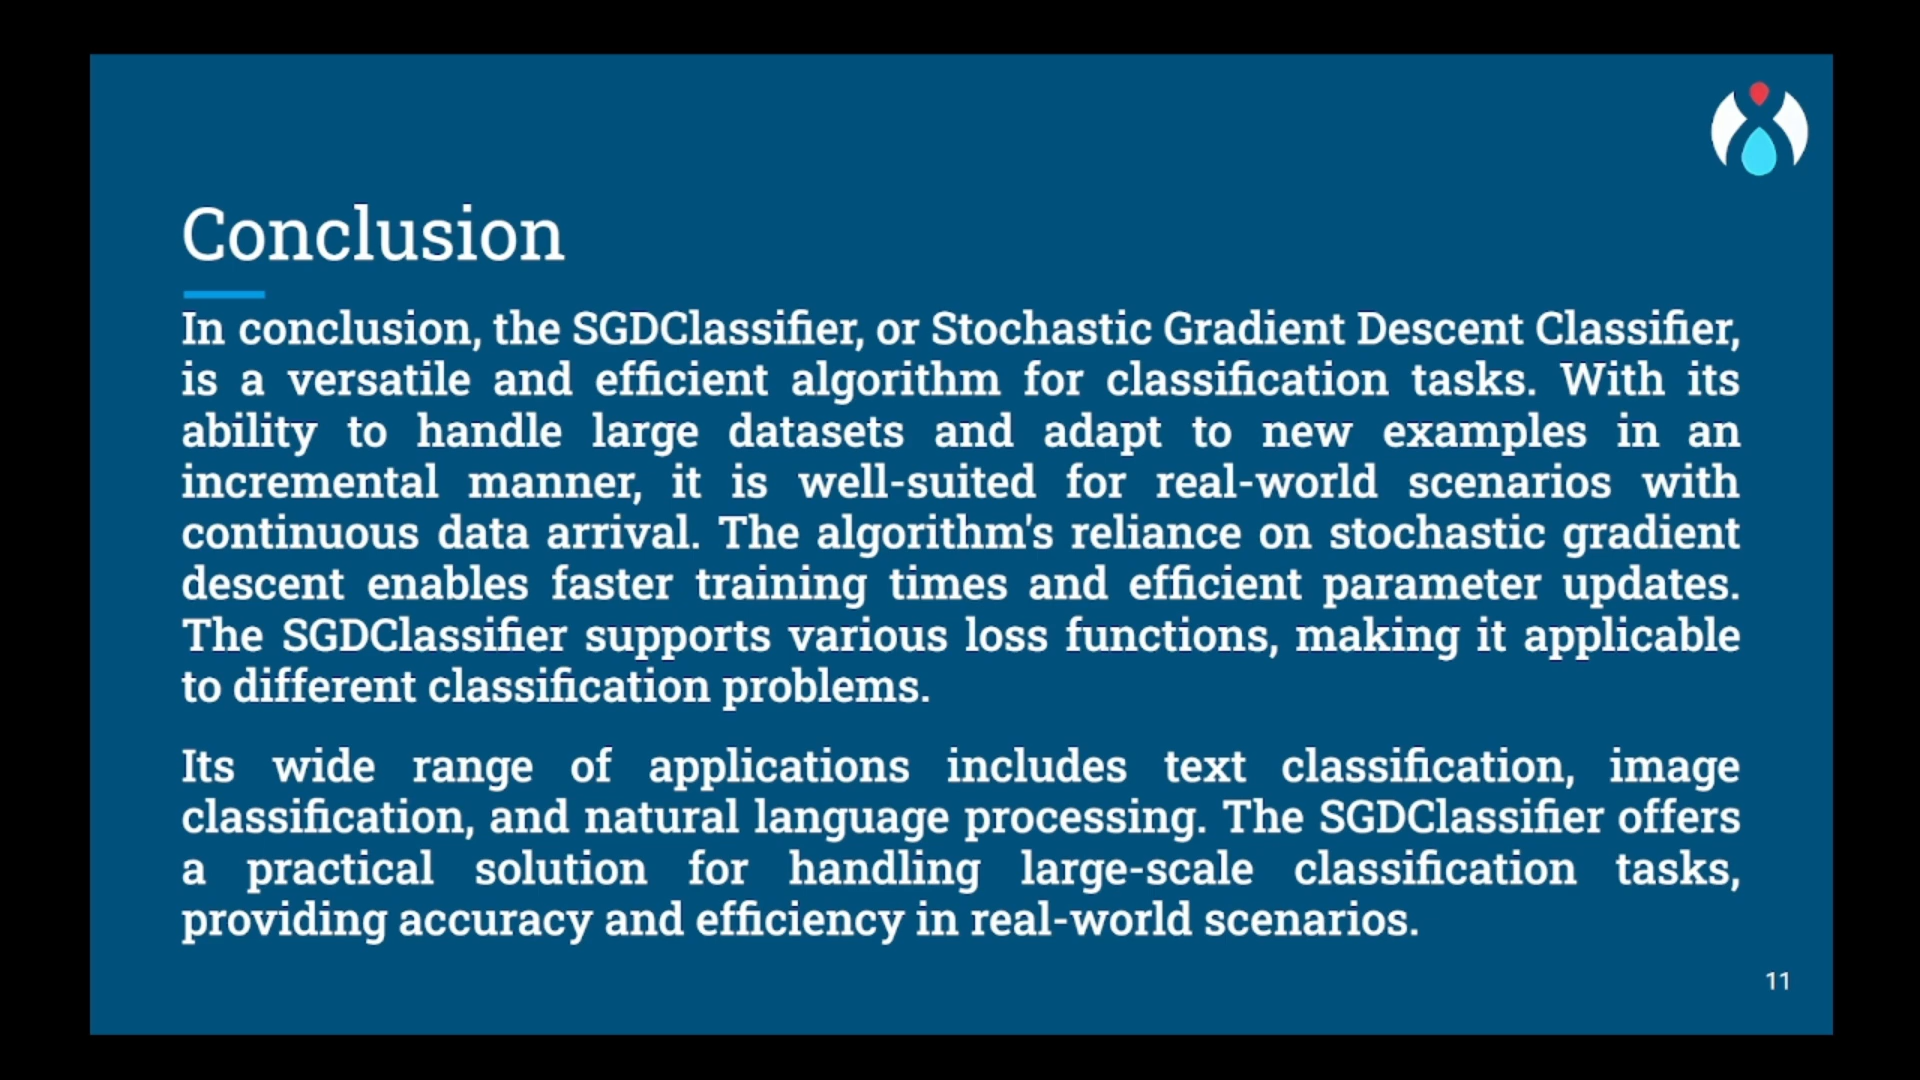 Conclusion
In conclusion, the SGDClassifier, or Stochastic Gradient Descent Classifier,
is a versatile and efficient algorithm for classification tasks. With its
ability to handle large datasets and adapt to new examples in an
incremental manner, it is well-suited for real-world scenarios with
continuous data arrival. The algorithm's reliance on stochastic gradient
descent enables faster training times and efficient parameter updates.
The SGDClassifier supports various loss functions, making it applicable
to different classification problems.
Its wide range of applications includes text classification, image
classification, and natural language processing. The SGDClassifier offers
a practical solution for handling large-scale classification tasks,
providing accuracy and efficiency in real-world scenarios.
11